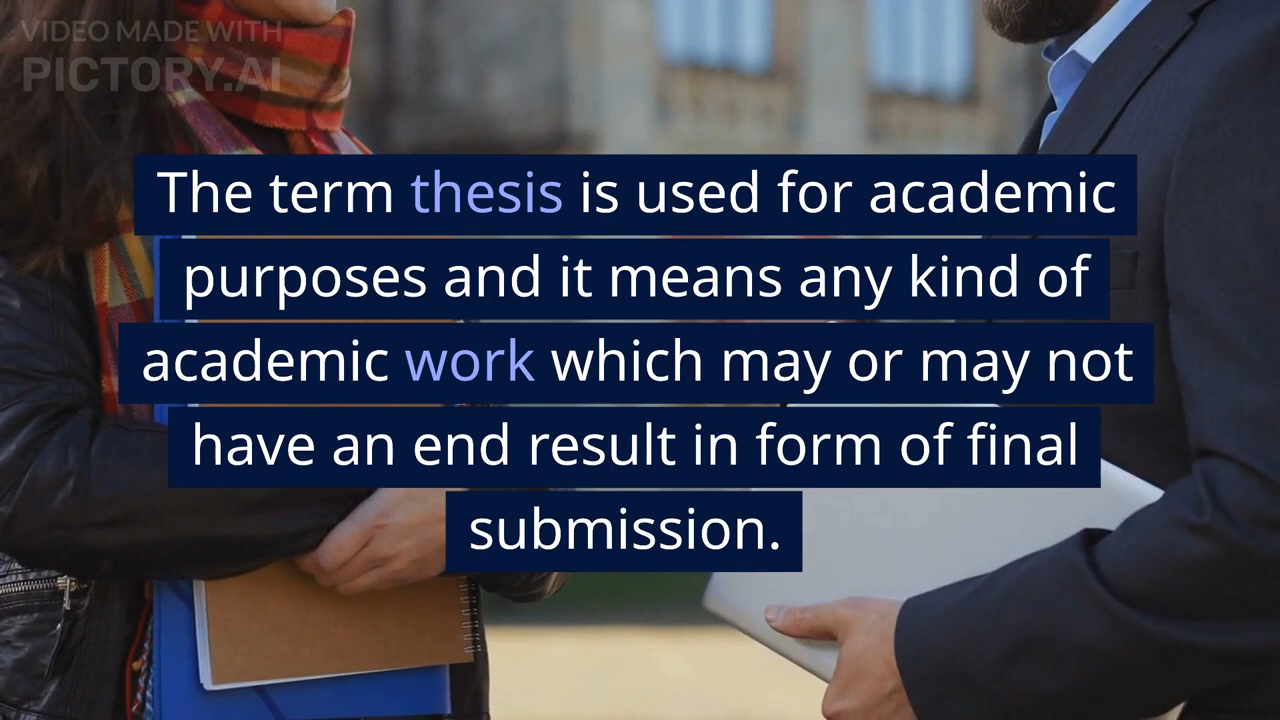 VIDEO MADE WITH
PICTORY.AI
The term thesis is used for academic
purposes and it means any kind of
academic work which may or may not
have an end result in form of final
submission.